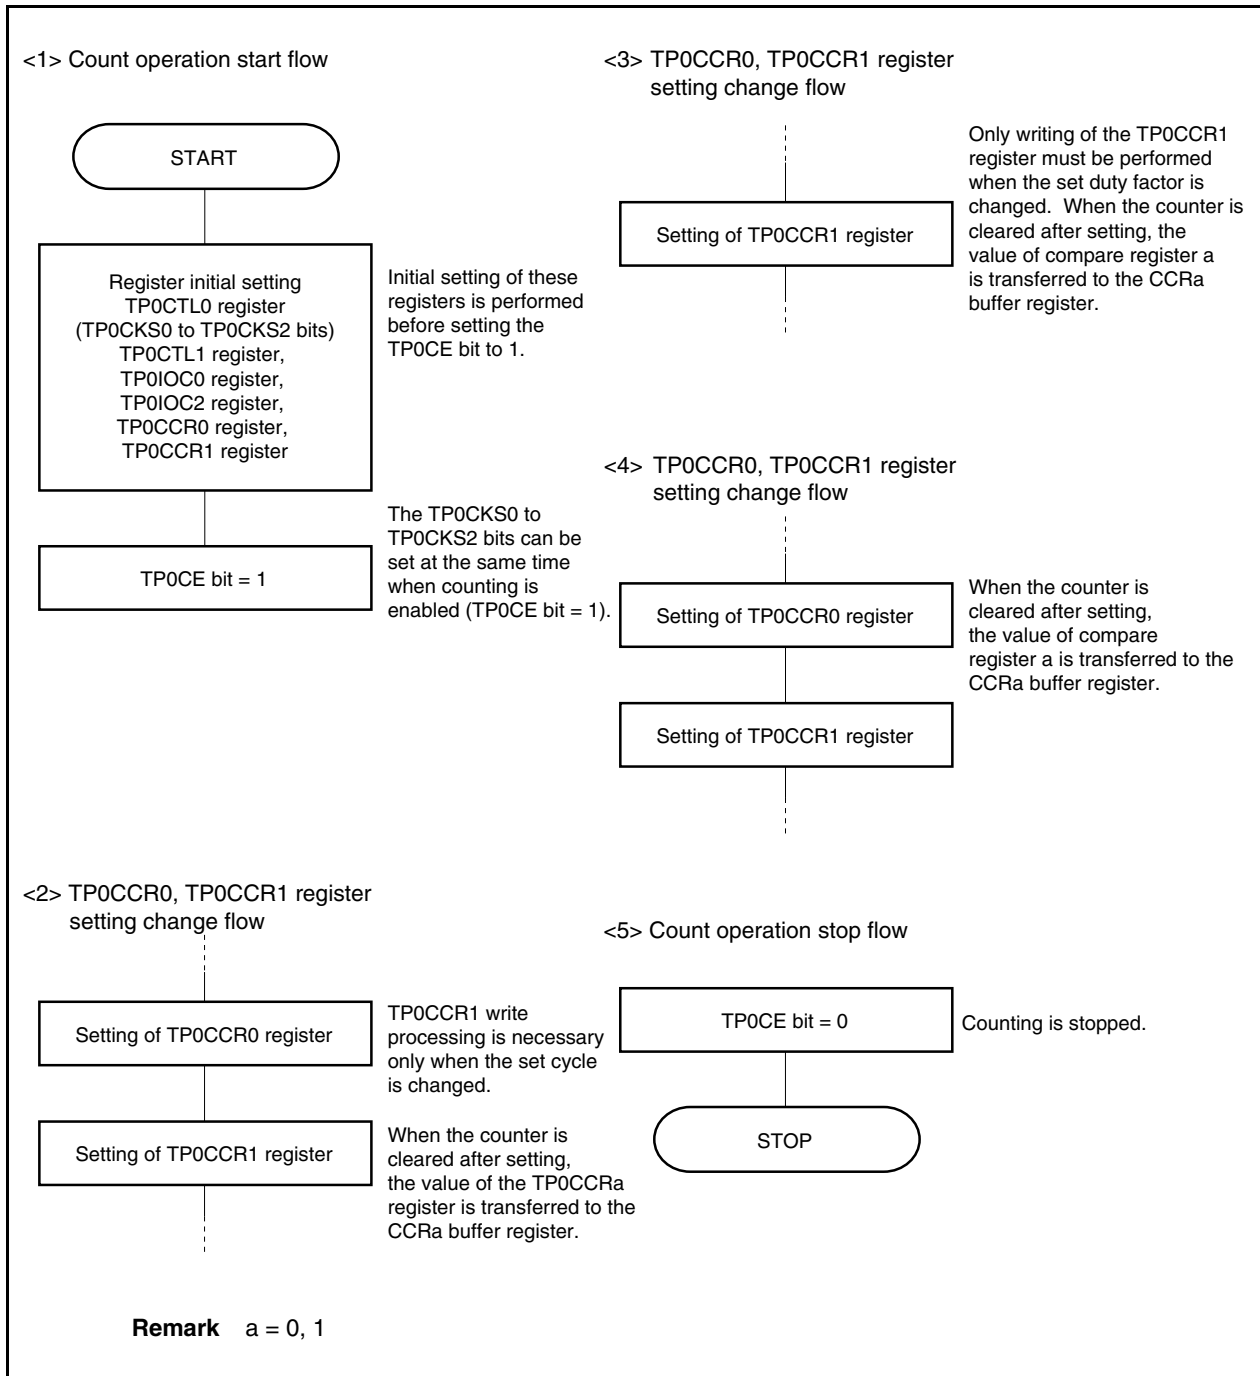 <1> Count operation start flow
START
Register initial setting
TP0CTL0 register
(TP0CKS0 to TP0CKS2 bits)
TP0CTL1 register,
TP0IOC0 register,
TP0IOC2 register,
TP0CCR0 register,
TP0CCR1 register
Initial setting of these
registers is performed
before setting the
TP0CE bit to 1.
TP0CE bit = 1
The TP0CKS0 to
TP0CKS2 bits can be
set at the same time
when counting is
enabled (TP0CE bit = 1).
<2> TP0CCR0, TP0CCR1 register
setting change flow
Setting of TP0CCR0 register
TP0CCR1 write
processing is necessary
only when the set cycle
is changed.
Setting of TP0CCR1 register
When the counter is
cleared after setting,
the value of the TP0CCRa
register is transferred to the
CCRa buffer register.
<3> TP0CCR0, TP0CCR1 register
setting change flow
Setting of TP0CCR1 register
Only writing of the TP0CCR1
register must be performed
when the set duty factor is
changed. When the counter is
cleared after setting, the
value of compare register a
is transferred to the CCRa
buffer register.
<4> TP0CCR0, TP0CCR1 register
setting change flow
Setting of TP0CCR0 register
When the counter is
cleared after setting,
the value of compare
register a is transferred to the
CCRa buffer register.
Setting of TP0CCR1 register
<5> Count operation stop flow
TP0CE bit = 0
Counting is stopped.
STOP
Remark a = 0, 1